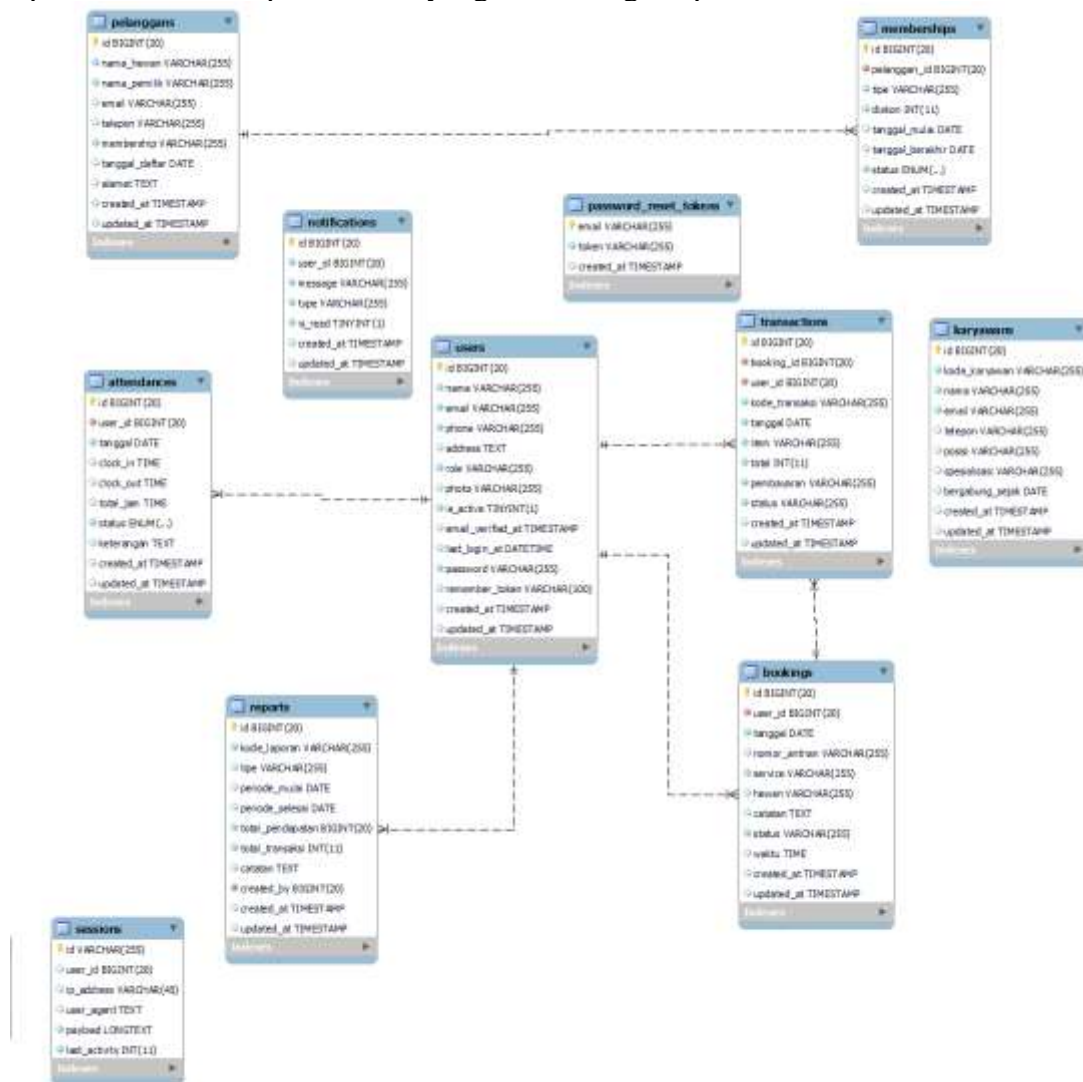 pelanggans
id BIGINT(20)
nama_hewan VARCHAR(255)
nama_pemilik VARCHAR(255)
email VARCHAR(255)
telepon VARCHAR(255)
membership VARCHAR(255)
tanggal_daftar DATE
alamat TEXT
created_at TIMESTAMP
updated_at TIMESTAMP
Indexes
memberships
id BIGINT(20)
pelanggan_id BIGINT(20)
tipe VARCHAR(255)
diskon INT(11)
tanggal_mulai DATE
tanggal_berakhir DATE
status ENUM(...)
created_at TIMESTAMP
updated_at TIMESTAMP
Indexes
notifications
id BIGINT(20)
user_id BIGINT(20)
message VARCHAR(255)
type VARCHAR(255)
is_read TINYINT(1)
created_at TIMESTAMP
updated_at TIMESTAMP
Indexes
password_reset_tokens
email VARCHAR(255)
token VARCHAR(255)
created_at TIMESTAMP
Indexes
attendances
id BIGINT(20)
user_id BIGINT(20)
tanggal DATE
clock_in TIME
clock_out TIME
total_jam TIME
status ENUM(...)
keterangan TEXT
created_at TIMESTAMP
updated_at TIMESTAMP
Indexes
users
id BIGINT(20)
name VARCHAR(255)
email VARCHAR(255)
phone VARCHAR(255)
address TEXT
role VARCHAR(255)
photo VARCHAR(255)
is_active TINYINT(1)
email_verified_at TIMESTAMP
last_login_at DATETIME
password VARCHAR(255)
remember_token VARCHAR(100)
created_at TIMESTAMP
updated_at TIMESTAMP
Indexes
transactions
id BIGINT(20)
booking_id BIGINT(20)
user_id BIGINT(20)
kode_transaksi VARCHAR(255)
tanggal DATE
item VARCHAR(255)
total INT(11)
pembayaran VARCHAR(255)
status VARCHAR(255)
created_at TIMESTAMP
updated_at TIMESTAMP
Indexes
karyawans
id BIGINT(20)
kode_karyawan VARCHAR(255)
nama VARCHAR(255)
email VARCHAR(255)
telepon VARCHAR(255)
posisi VARCHAR(255)
spesialisasi VARCHAR(255)
bergabung_sejak DATE
created_at TIMESTAMP
updated_at TIMESTAMP
Indexes
reports
id BIGINT(20)
kode_laporan VARCHAR(255)
tipe VARCHAR(255)
periode_mulai DATE
periode_selesai DATE
total_pendapatan BIGINT(20)
total_transaksi INT(11)
catatan TEXT
created_by BIGINT(20)
created_at TIMESTAMP
updated_at TIMESTAMP
Indexes
bookings
id BIGINT(20)
user_id BIGINT(20)
tanggal DATE
nomor_antrian VARCHAR(255)
service VARCHAR(255)
hewan VARCHAR(255)
catatan TEXT
status VARCHAR(255)
waktu TIME
created_at TIMESTAMP
updated_at TIMESTAMP
Indexes
sessions
id VARCHAR(255)
user_id BIGINT(20)
ip_address VARCHAR(45)
user_agent TEXT
payload LONGTEXT
last_activity INT(11)
Indexes